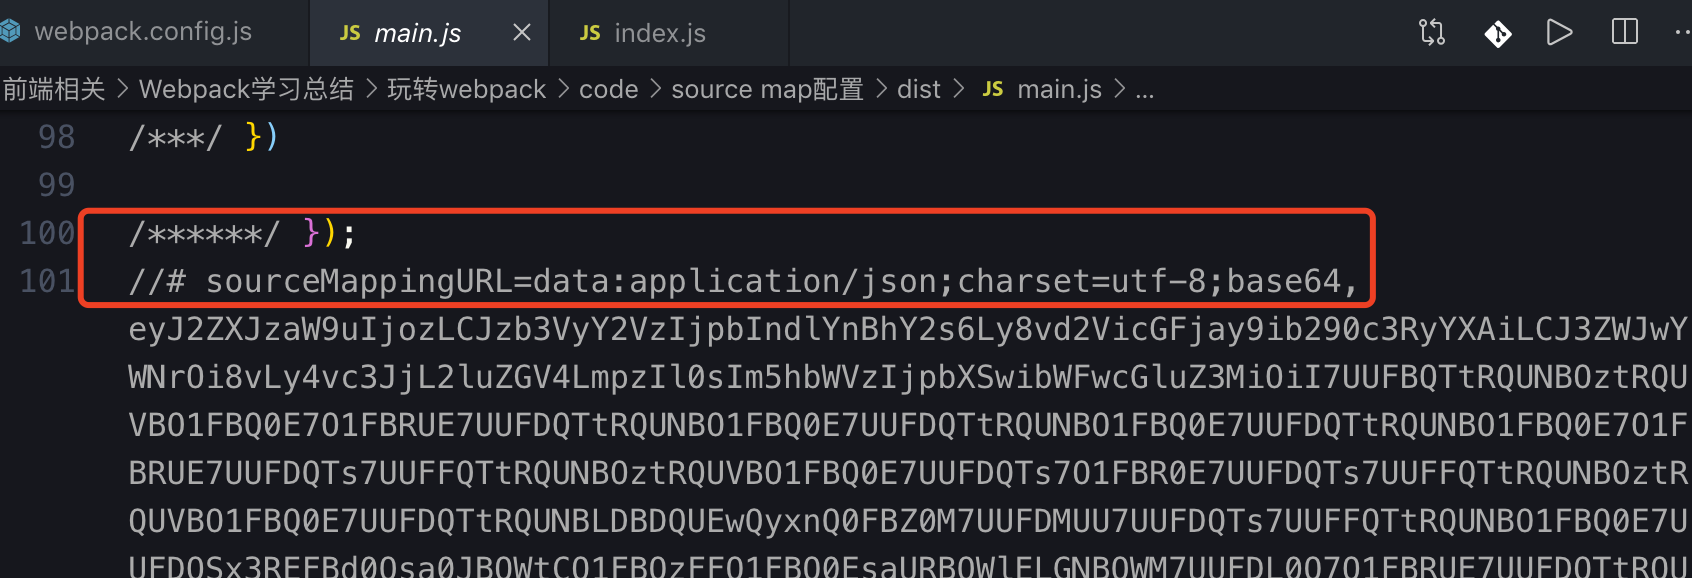 webpack.config.js JS main.js JS index.js
前端相关 > Webpack学习总结 > 玩转webpack > code > source map配置 > dist > JS main.js > ...
98 /***/ })
99
100 /******/ });
101 //# sourceMappingURL=data:application/json;charset=utf-8;base64,
eyJ2ZXJzaW9uIjozLCJzb3VyY2VzIjpbIndlYnBhY2s6Ly8vd2VicGFjay9ib290c3RyYXAiLCJ3ZWJwY
WNrOi8vLy4vc3JjL2luZGV4LmpzIl0sIm5hbWVzIjpbXSwibWFwcGluZ3MiOiI7UUFBQTtRQUNBOztRQU
VBO1FBQ0E7O1FBRUE7UUFDQTtRQUNBO1FBQ0E7UUFDQTtRQUNBO1FBQ0E7UUFDQTtRQUNBO1FBQ0E7O1F
BRUE7UUFDQTs7UUFFQTtRQUNBOztRQUVBO1FBQ0E7UUFDQTs7O1FBR0E7UUFDQTs7UUFFQTtRQUNBOztR
QUVBO1FBQ0E7UUFDQTtRQUNBLDBDQUEwQyxnQ0FBZ0M7UUFDMUU7UUFDQTs7UUFFQTtRQUNBO1FBQ0E7U